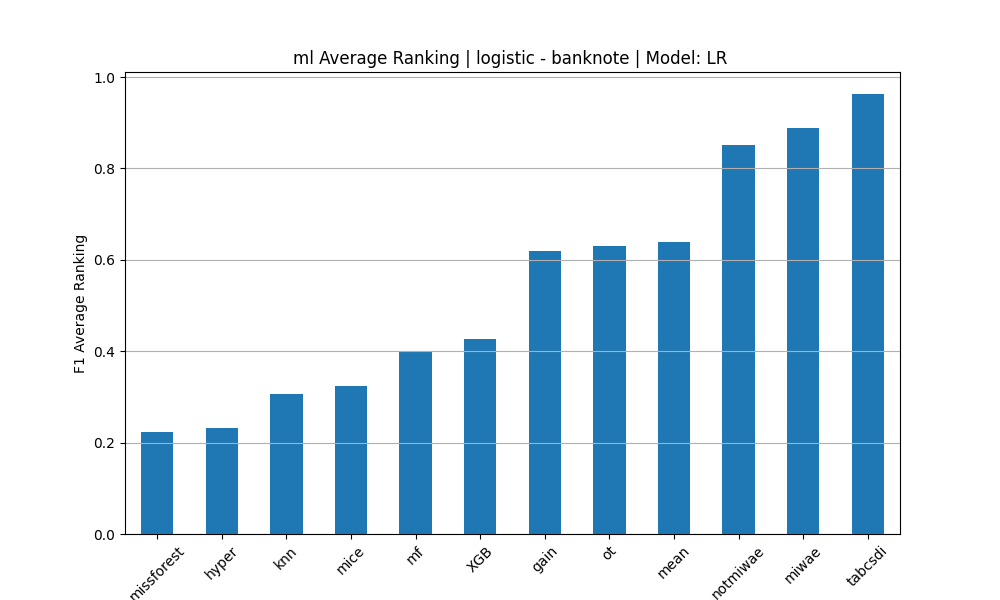 ml Average Ranking | logistic - banknote | Model: LR
F1 Average Ranking
1.0
0.8
0.6
0.4
0.2
0.0
missforest
hyper
knn
mice
mf
XGB
gain
ot
mean
notmiwae
miwae
tabcsdi